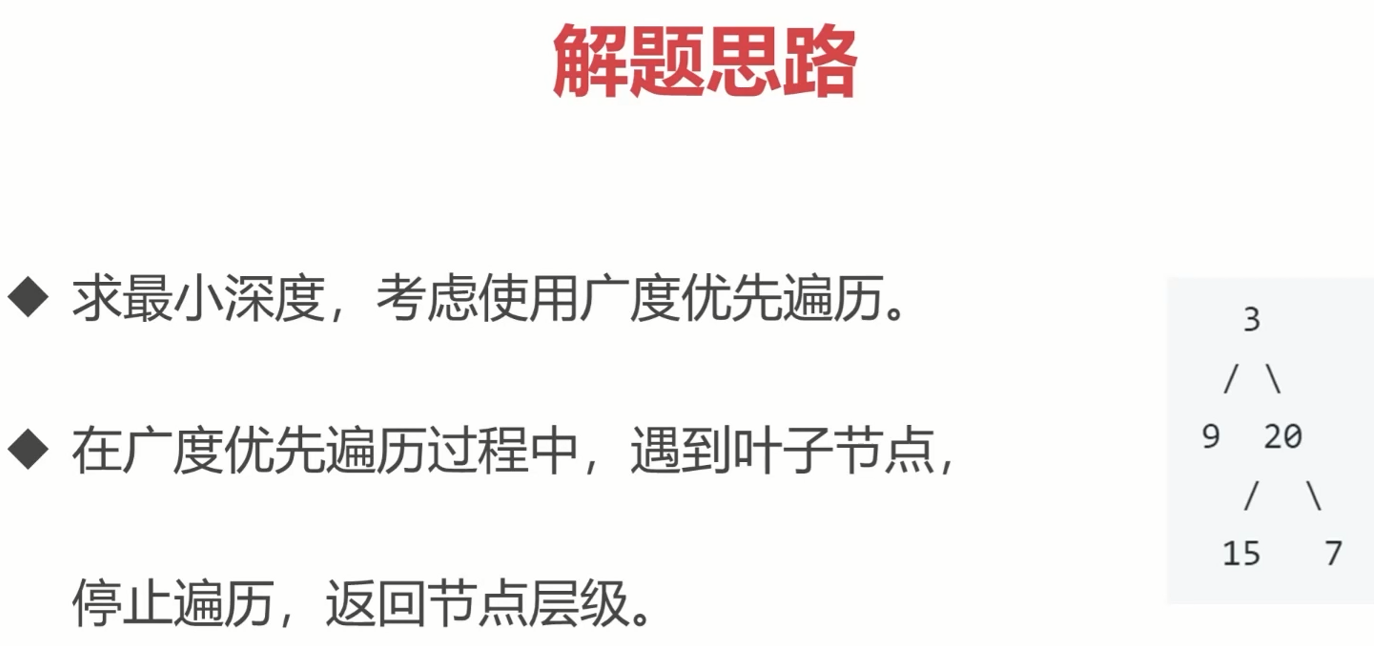 解题思路
◆ 求最小深度，考虑使用广度优先遍历。
◆ 在广度优先遍历过程中，遇到叶子节点，
停止遍历，返回节点层级。
3
/ \
9 20
/ \
15 7